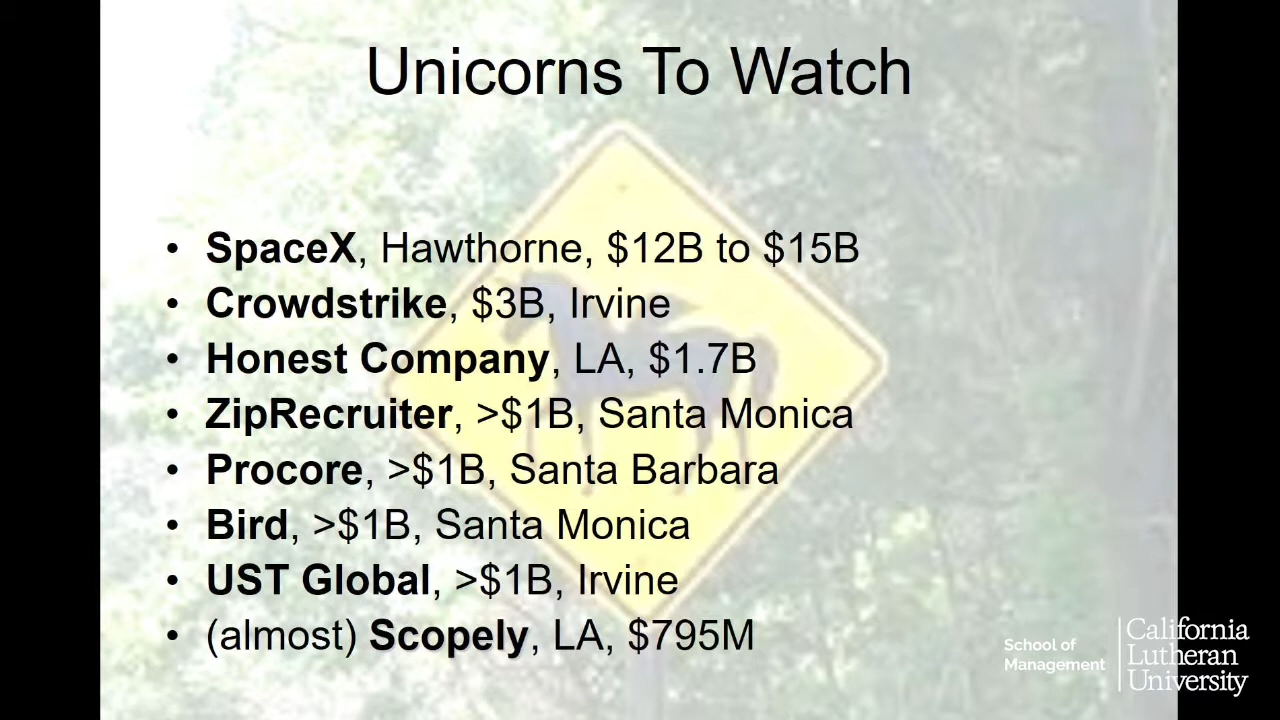 Unicorns To Watch
• SpaceX, Hawthorne, $12B to $15B
• Crowdstrike, $3B, Irvine
• Honest Company, LA, $1.7B
• ZipRecruiter, >$1B, Santa Monica
• Procore, >$1B, Santa Barbara
• Bird, >$1B, Santa Monica
• UST Global, >$1B, Irvine
• (almost) Scopely, LA, $795M
School of
Management
California
Lutheran
University